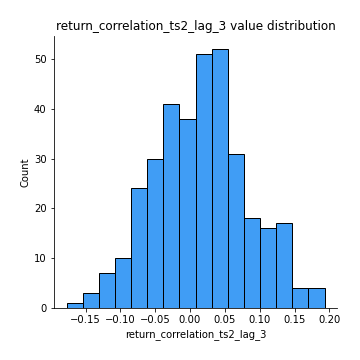 return_correlation_ts2_lag_3 value distribution
Count
50
40
30
20
10
0
−0.15 −0.10 −0.05 0.00 0.05 0.10 0.15 0.20
return_correlation_ts2_lag_3